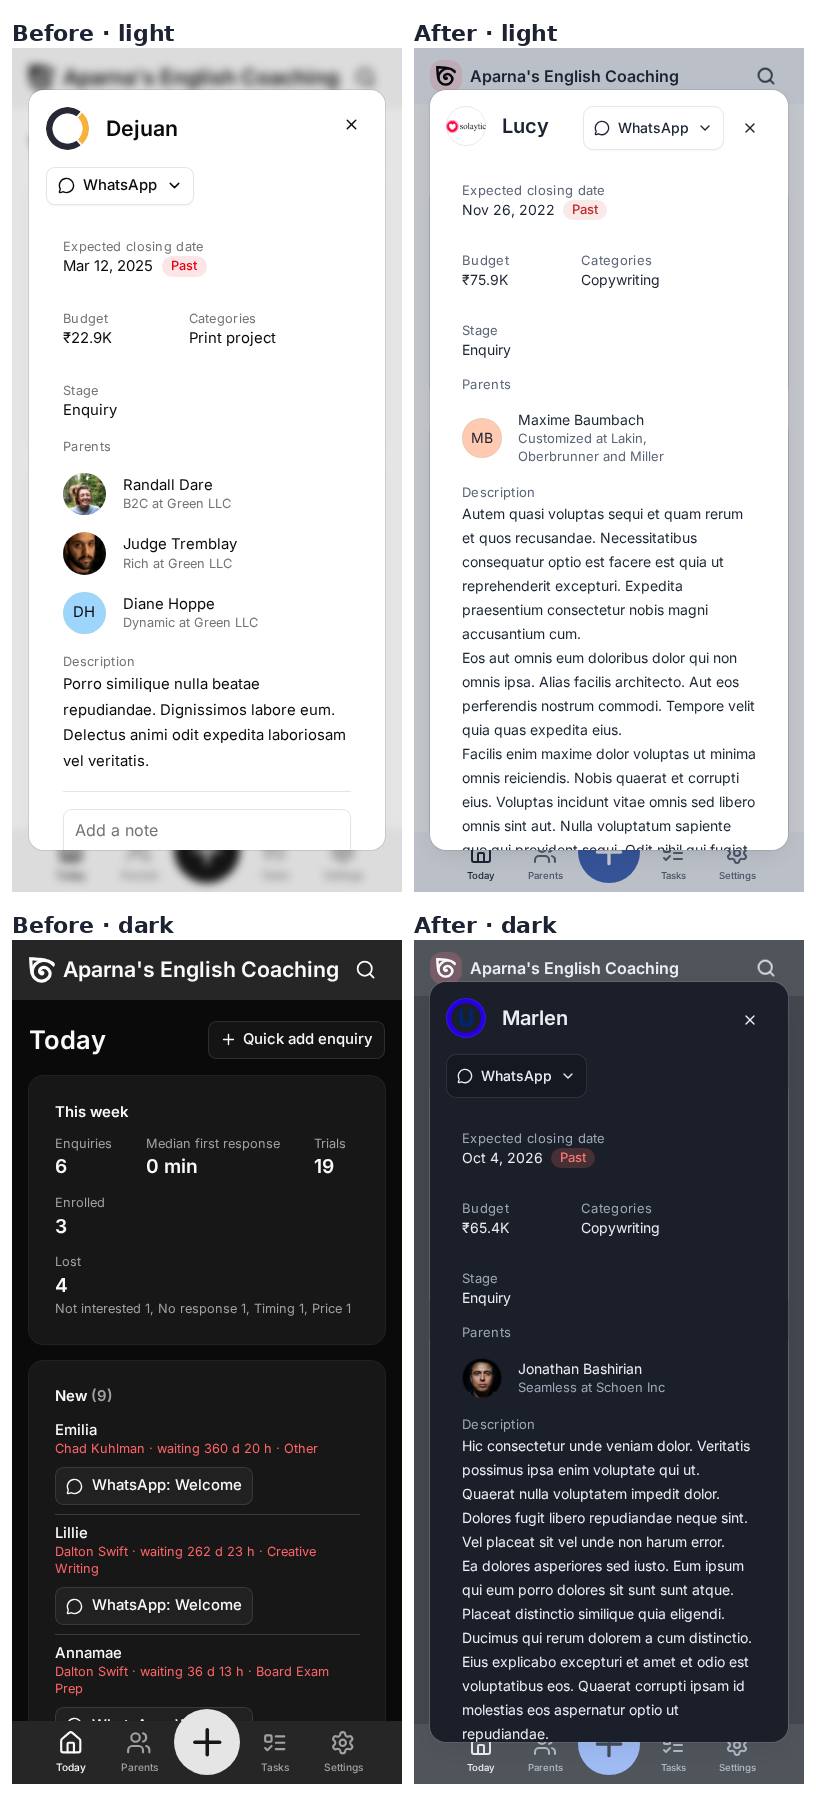 Before · light
Aparna's English Coaching
Dejuan
WhatsApp
Expected closing date
Mar 12, 2025 Past
Budget Categories
₹22.9K Print project
Stage
Enquiry
Parents
Randall Dare
B2C at Green LLC
Judge Tremblay
Rich at Green LLC
DH
Diane Hoppe
Dynamic at Green LLC
Description
Porro similique nulla beatae
repudiandae. Dignissimos labore eum.
Delectus animi odit expedita laboriosam
vel veritatis.
Add a note
Today
After · light
Aparna's English Coaching
solaytic
Lucy
WhatsApp
Expected closing date
Nov 26, 2022 Past
Budget Categories
₹75.9K Copywriting
Stage
Enquiry
Parents
MB
Maxime Baumbach
Customized at Lakin,
Oberbrunner and Miller
Description
Autem quasi voluptas sequi et quam rerum
et quos recusandae. Necessitatibus
consequatur optio est facere est quia ut
reprehenderit excepturi. Expedita
praesentium consectetur nobis magni
accusantium cum.
Eos aut omnis eum doloribus dolor qui non
omnis ipsa. Alias facilis architecto. Aut eos
perferendis nostrum commodi. Tempore velit
quia quas expedita eius.
Facilis enim maxime dolor voluptas ut minima
omnis reiciendis. Nobis quaerat et corrupti
eius. Voluptas incidunt vitae omnis sed libero
omnis sint aut. Nulla voluptatum sapiente
Today Parents Tasks Settings
Before · dark
Aparna's English Coaching
Today
Quick add enquiry
This week
Enquiries Median first response Trials
6 0 min 19
Enrolled
3
Lost
4
Not interested 1, No response 1, Timing 1, Price 1
New (9)
Emilia
Chad Kuhlman · waiting 360 d 20 h · Other
WhatsApp: Welcome
Lillie
Dalton Swift · waiting 262 d 23 h · Creative
Writing
WhatsApp: Welcome
Annamae
Dalton Swift · waiting 36 d 13 h · Board Exam
Prep
Today Parents Tasks Settings
After · dark
Aparna's English Coaching
Marlen
WhatsApp
Expected closing date
Oct 4, 2026 Past
Budget Categories
₹65.4K Copywriting
Stage
Enquiry
Parents
Jonathan Bashirian
Seamless at Schoen Inc
Description
Hic consectetur unde veniam dolor. Veritatis
possimus ipsa enim voluptate qui ut.
Quaerat nulla voluptatem impedit dolor.
Dolores fugit libero repudiandae neque sint.
Vel placeat sit vel unde non harum error.
Ea dolores asperiores sed iusto. Eum ipsum
qui eum porro dolores sit sunt sunt atque.
Placeat distinctio similique quia eligendi.
Ducimus qui rerum dolorem a cum distinctio.
Eius explicabo excepturi et amet et odio est
voluptatibus eos. Quaerat corrupti ipsam id
molestias eos aspernatur optio ut
repudiandae.
Today Parents Tasks Settings